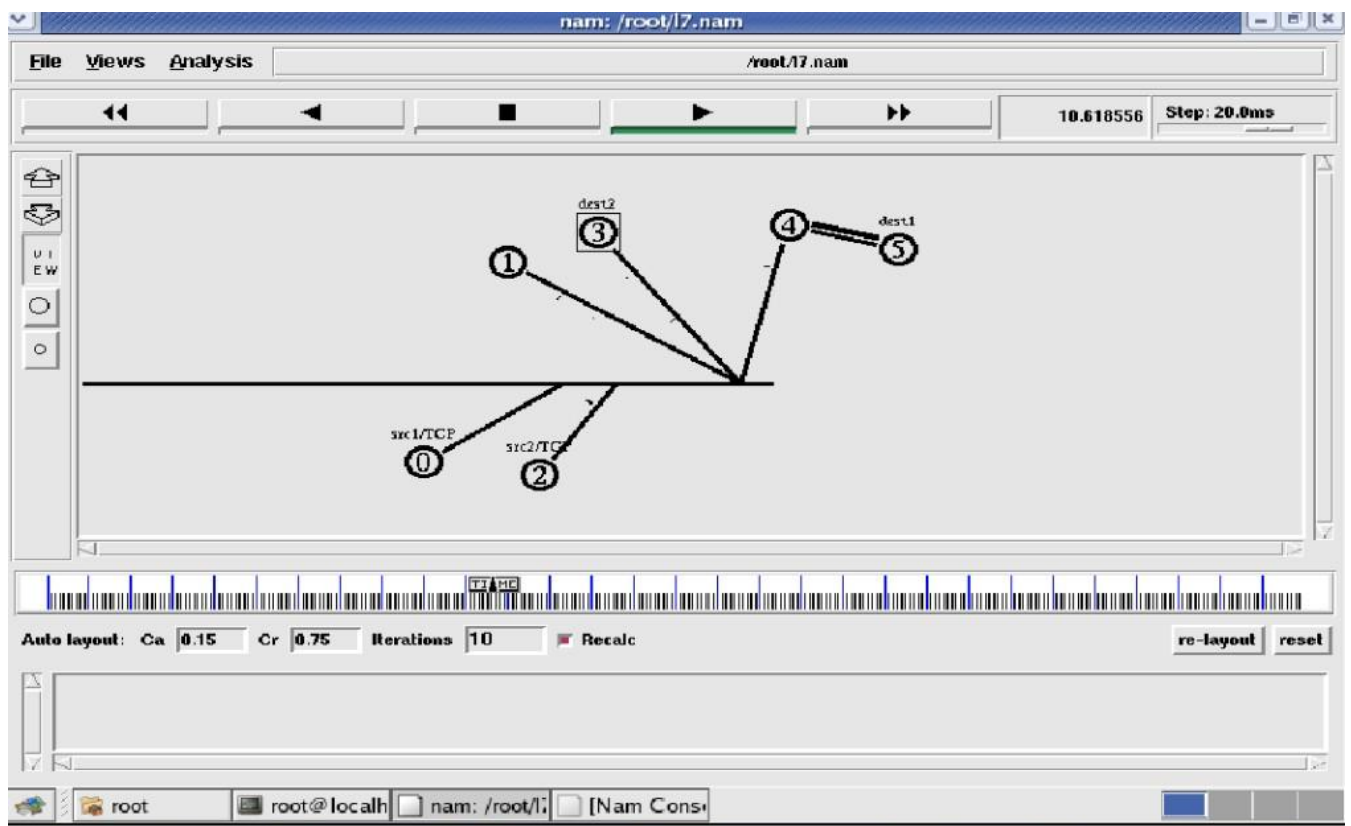 nam: /root/l7.nam
File Views Analysis /root/l7.nam
10.618556 Step: 20.0ms
V I
E W
dest2
3
4
dest1
5
1
src1/TCP
0
src2/TCP
2
TIME
Auto layout: Ca 0.15 Cr 0.75 Iterations 10 Recalc re-layout reset
root root@localh nam: /root/l7 [Nam Cons